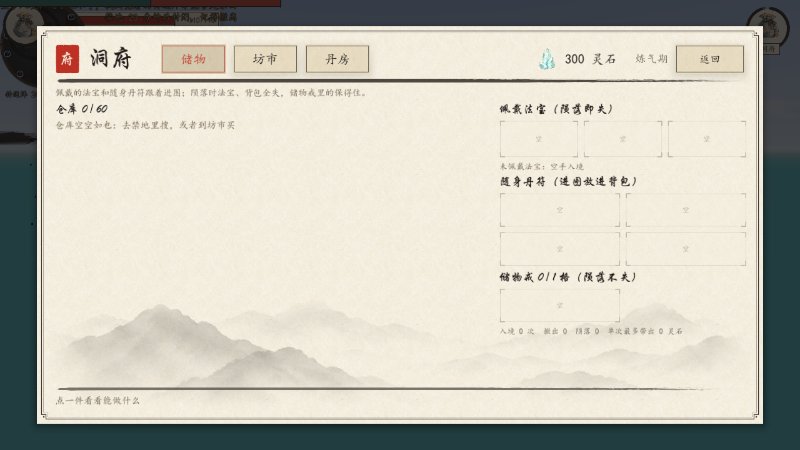 府 洞府 储物 坊市 丹房 300 灵石 炼气期 返回
佩戴的法宝和随身丹符跟着进图；陨落时法宝、背包全失，储物戒里的保得住。
仓库 0/60
仓库空空如也：去禁地里搜，或者到坊市买
佩戴法宝（陨落即失）
空 空 空
未佩戴法宝：空手入境
随身丹符（进图放进背包）
空 空
空 空
储物戒 0/1 格（陨落不失）
空
入境 0 次 搬出 0 陨落 0 单次最多带出 0 灵石
点一件看看能做什么